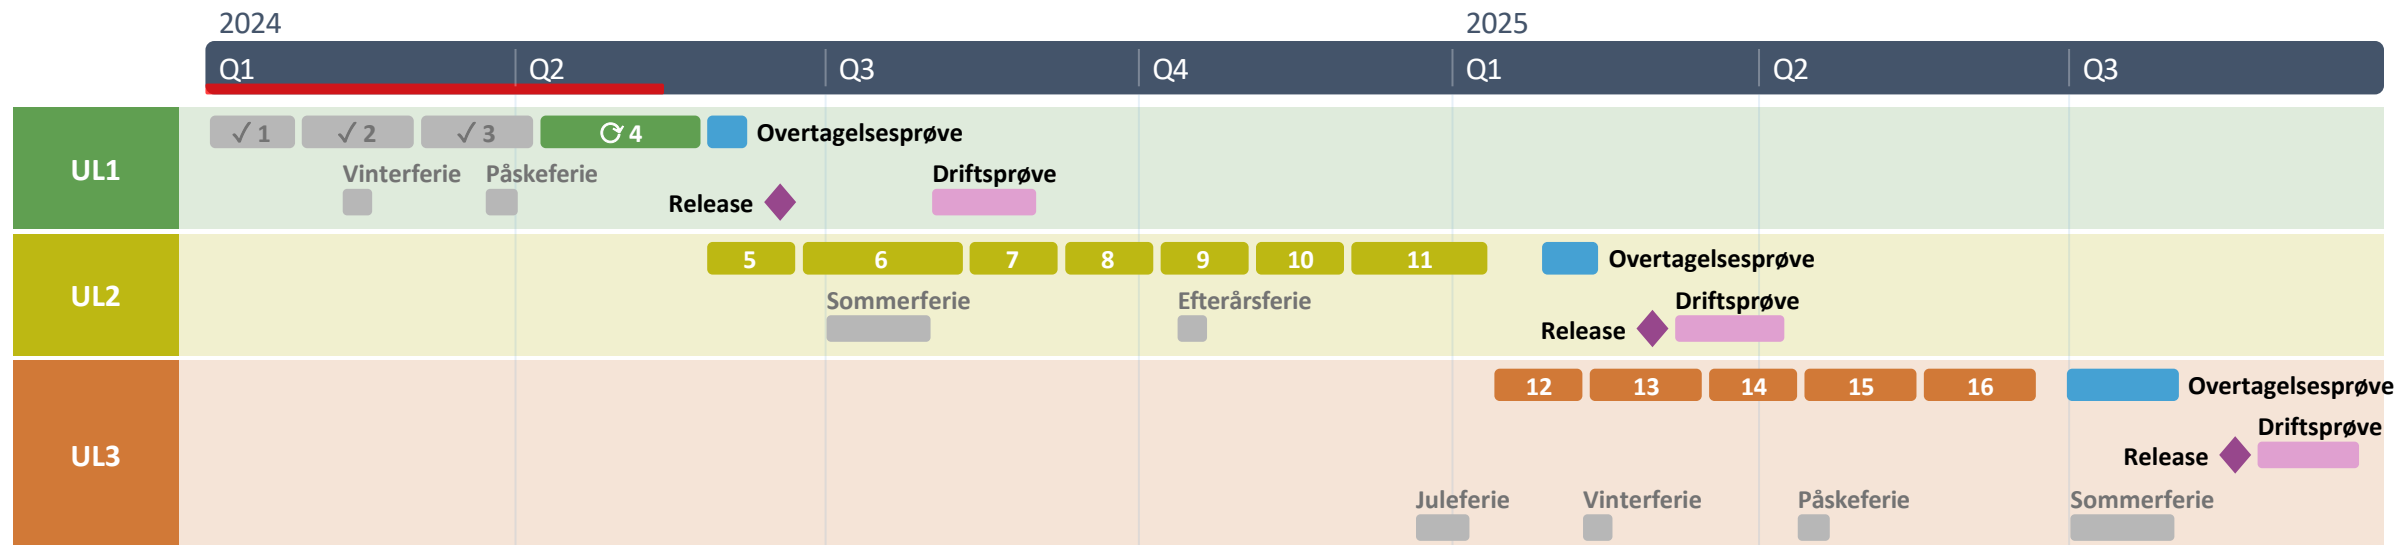 2024 2025
Q1 Q2 Q3 Q4 Q1 Q2 Q3
UL1
✓ 1 ✓ 2 ✓ 3 ⟳ 4 Overtagelsesprøve
Vinterferie Påskeferie Driftsprøve
Release
UL2
5 6 7 8 9 10 11 Overtagelsesprøve
Sommerferie Efterårsferie Driftsprøve
Release
UL3
12 13 14 15 16 Overtagelsesprøve
Driftsprøve
Release
Juleferie Vinterferie Påskeferie Sommerferie